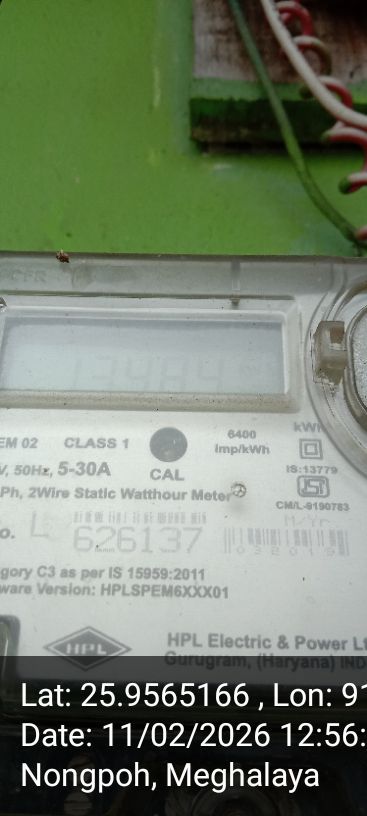 EM 02 CLASS 1
6400
Imp/kWh
kWh
V, 50Hz, 5-30A
CAL
IS:13779
Ph, 2Wire Static Watthour Meter
CM/L-9190783
M/Yr
o. L 626137
032019
gory C3 as per IS 15959:2011
ware Version: HPLSPEM6XXX01
HPL
HPL Electric & Power Lt
Gurugram, (Haryana) IND
Lat: 25.9565166 , Lon: 91
Date: 11/02/2026 12:56:
Nongpoh, Meghalaya